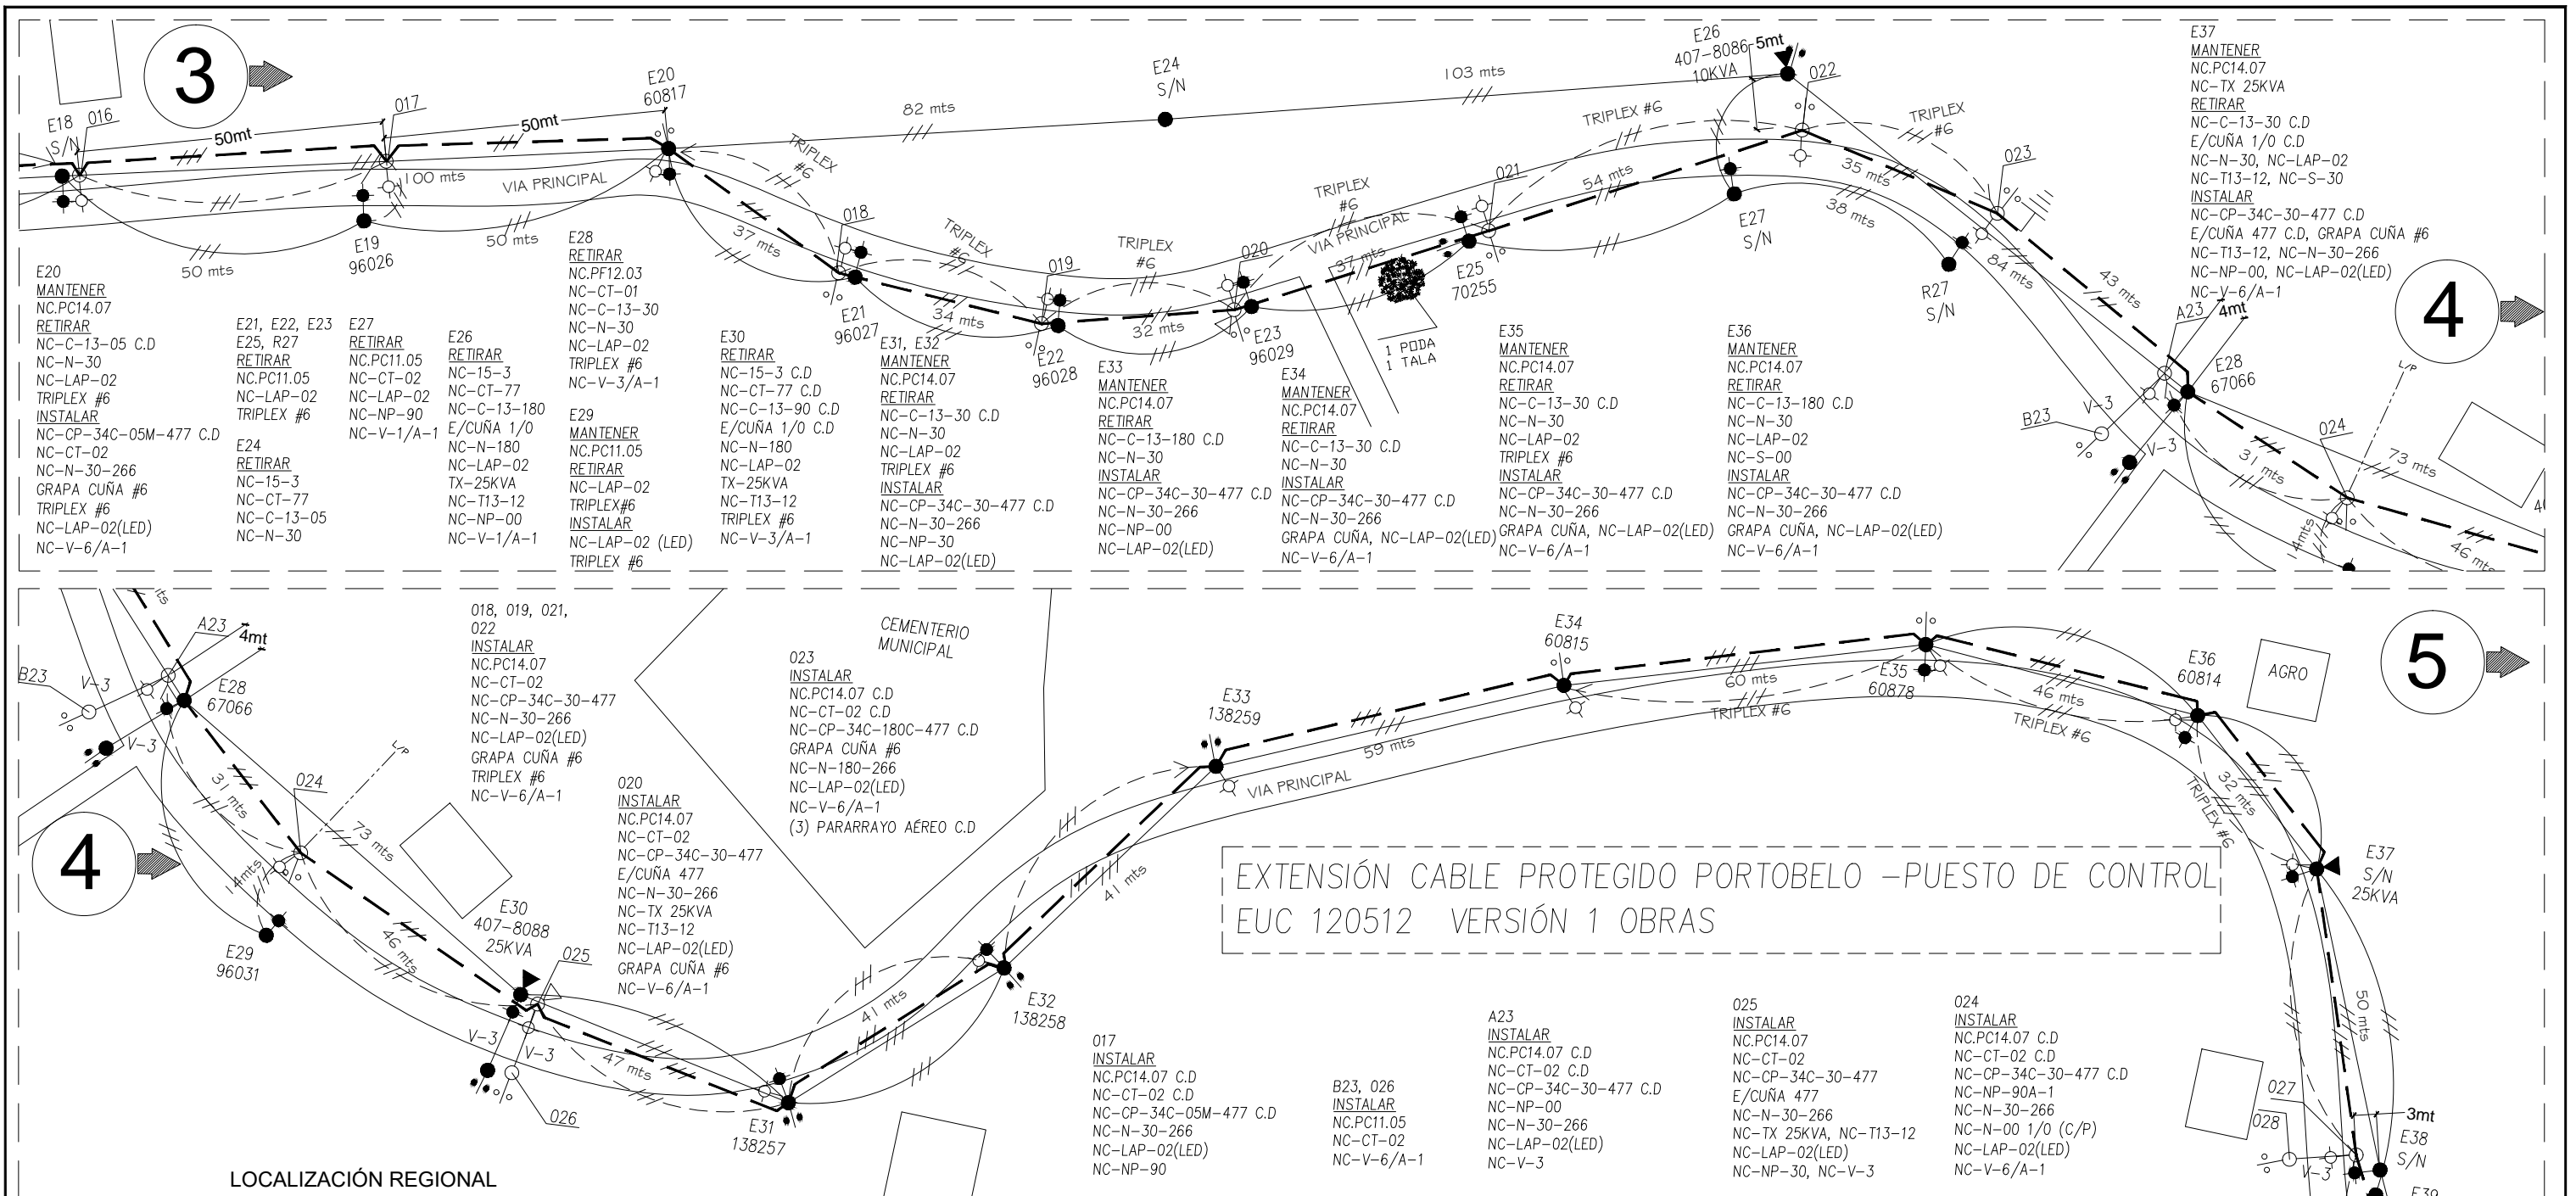 3
E18
S/N
016
50mt
017
50mt
E20
60817
82 mts
E24
S/N
103 mts
E26
407-8086
10KVA
5mt
022
TRIPLEX #6
TRIPLEX
#6
023
100 mts
VIA PRINCIPAL
50 mts
E19
96026
50 mts
TRIPLEX
#6
37 mts
018
E21
96027
TRIPLEX
#6
34 mts
019
E22
96028
TRIPLEX
#6
32 mts
020
E23
96029
TRIPLEX
#6
VIA PRINCIPAL
37 mts
021
E25
70255
1 PODA
1 TALA
54 mts
E27
S/N
35 mts
38 mts
R27
S/N
84 mts
43 mts
A23
4mt
E28
67066
B23
V-3
V-3
024
L/P
31 mts
73 mts
14mts
46 mts
4
E20
MANTENER
NC.PC14.07
RETIRAR
NC-C-13-05 C.D
NC-N-30
NC-LAP-02
TRIPLEX #6
INSTALAR
NC-CP-34C-05M-477 C.D
NC-CT-02
NC-N-30-266
GRAPA CUÑA #6
TRIPLEX #6
NC-LAP-02(LED)
NC-V-6/A-1
E21, E22, E23
E25, R27
RETIRAR
NC.PC11.05
NC-LAP-02
TRIPLEX #6
E24
RETIRAR
NC-15-3
NC-CT-77
NC-C-13-05
NC-N-30
E27
RETIRAR
NC.PC11.05
NC-CT-02
NC-LAP-02
NC-NP-90
NC-V-1/A-1
E26
RETIRAR
NC-15-3
NC-CT-77
NC-C-13-180
E/CUÑA 1/0
NC-N-180
NC-LAP-02
TX-25KVA
NC-T13-12
NC-NP-00
NC-V-1/A-1
E28
RETIRAR
NC.PF12.03
NC-CT-01
NC-C-13-30
NC-N-30
NC-LAP-02
TRIPLEX #6
NC-V-3/A-1
E29
MANTENER
NC.PC11.05
RETIRAR
NC-LAP-02
TRIPLEX#6
INSTALAR
NC-LAP-02 (LED)
TRIPLEX #6
E30
RETIRAR
NC-15-3 C.D
NC-CT-77 C.D
NC-C-13-90 C.D
E/CUÑA 1/0 C.D
NC-N-180
NC-LAP-02
TX-25KVA
NC-T13-12
TRIPLEX #6
NC-V-3/A-1
E31, E32
MANTENER
NC.PC14.07
RETIRAR
NC-C-13-30 C.D
NC-N-30
NC-LAP-02
TRIPLEX #6
INSTALAR
NC-CP-34C-30-477 C.D
NC-N-30-266
NC-NP-30
NC-LAP-02(LED)
E33
MANTENER
NC.PC14.07
RETIRAR
NC-C-13-180 C.D
NC-N-30
INSTALAR
NC-CP-34C-30-477 C.D
NC-N-30-266
NC-NP-00
NC-LAP-02(LED)
E34
MANTENER
NC.PC14.07
RETIRAR
NC-C-13-30 C.D
NC-N-30
INSTALAR
NC-CP-34C-30-477 C.D
NC-N-30-266
GRAPA CUÑA, NC-LAP-02(LED)
NC-V-6/A-1
E35
MANTENER
NC.PC14.07
RETIRAR
NC-C-13-30 C.D
NC-N-30
NC-LAP-02
TRIPLEX #6
INSTALAR
NC-CP-34C-30-477 C.D
NC-N-30-266
GRAPA CUÑA, NC-LAP-02(LED)
NC-V-6/A-1
E36
MANTENER
NC.PC14.07
RETIRAR
NC-C-13-180 C.D
NC-N-30
NC-LAP-02
NC-S-00
INSTALAR
NC-CP-34C-30-477 C.D
NC-N-30-266
GRAPA CUÑA, NC-LAP-02(LED)
NC-V-6/A-1
E37
MANTENER
NC.PC14.07
NC-TX 25KVA
RETIRAR
NC-C-13-30 C.D
E/CUÑA 1/0 C.D
NC-N-30, NC-LAP-02
NC-T13-12, NC-S-30
INSTALAR
NC-CP-34C-30-477 C.D
E/CUÑA 477 C.D, GRAPA CUÑA #6
NC-T13-12, NC-N-30-266
NC-NP-00, NC-LAP-02(LED)
NC-V-6/A-1
A23
4mt
B23
V-3
V-3
E28
67066
024
L/P
31 mts
73 mts
14mts
4
E29
96031
46 mts
E30
407-8088
25KVA
025
V-3
V-3
026
47 mts
E31
138257
41 mts
E32
138258
41 mts
E33
138259
VIA PRINCIPAL
59 mts
E34
60815
60 mts
TRIPLEX #6
E35
60878
46 mts
TRIPLEX #6
E36
60814
AGRO
5
32 mts
TRIPLEX #6
E37
S/N
25KVA
50 mts
027
028
V-3
3mt
E38
S/N
E39
018, 019, 021,
022
INSTALAR
NC.PC14.07
NC-CT-02
NC-CP-34C-30-477
NC-N-30-266
NC-LAP-02(LED)
GRAPA CUÑA #6
TRIPLEX #6
NC-V-6/A-1
020
INSTALAR
NC.PC14.07
NC-CT-02
NC-CP-34C-30-477
E/CUÑA 477
NC-N-30-266
NC-TX 25KVA
NC-T13-12
NC-LAP-02(LED)
GRAPA CUÑA #6
NC-V-6/A-1
CEMENTERIO
MUNICIPAL
023
INSTALAR
NC.PC14.07 C.D
NC-CT-02 C.D
NC-CP-34C-180C-477 C.D
GRAPA CUÑA #6
NC-N-180-266
NC-LAP-02(LED)
NC-V-6/A-1
(3) PARARRAYO AÉREO C.D
EXTENSIÓN CABLE PROTEGIDO PORTOBELO -PUESTO DE CONTROL
EUC 120512 VERSIÓN 1 OBRAS
017
INSTALAR
NC.PC14.07 C.D
NC-CT-02 C.D
NC-CP-34C-05M-477 C.D
NC-N-30-266
NC-LAP-02(LED)
NC-NP-90
B23, 026
INSTALAR
NC.PC11.05
NC-CT-02
NC-V-6/A-1
A23
INSTALAR
NC.PC14.07 C.D
NC-CT-02 C.D
NC-CP-34C-30-477 C.D
NC-NP-00
NC-N-30-266
NC-LAP-02(LED)
NC-V-3
025
INSTALAR
NC.PC14.07
NC-CT-02
NC-CP-34C-30-477
E/CUÑA 477
NC-N-30-266
NC-TX 25KVA, NC-T13-12
NC-LAP-02(LED)
NC-NP-30, NC-V-3
024
INSTALAR
NC.PC14.07 C.D
NC-CT-02 C.D
NC-CP-34C-30-477 C.D
NC-NP-90A-1
NC-N-30-266
NC-N-00 1/0 (C/P)
NC-LAP-02(LED)
NC-V-6/A-1
LOCALIZACIÓN REGIONAL